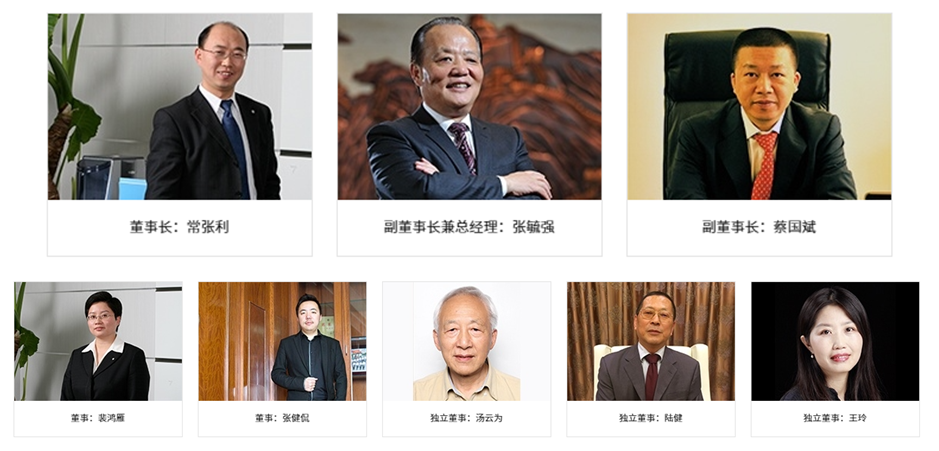 董事长：常张利
副董事长兼总经理：张毓强
副董事长：蔡国斌
董事：裴鸿雁
董事：张健侃
独立董事：汤云为
独立董事：陆健
独立董事：王玲